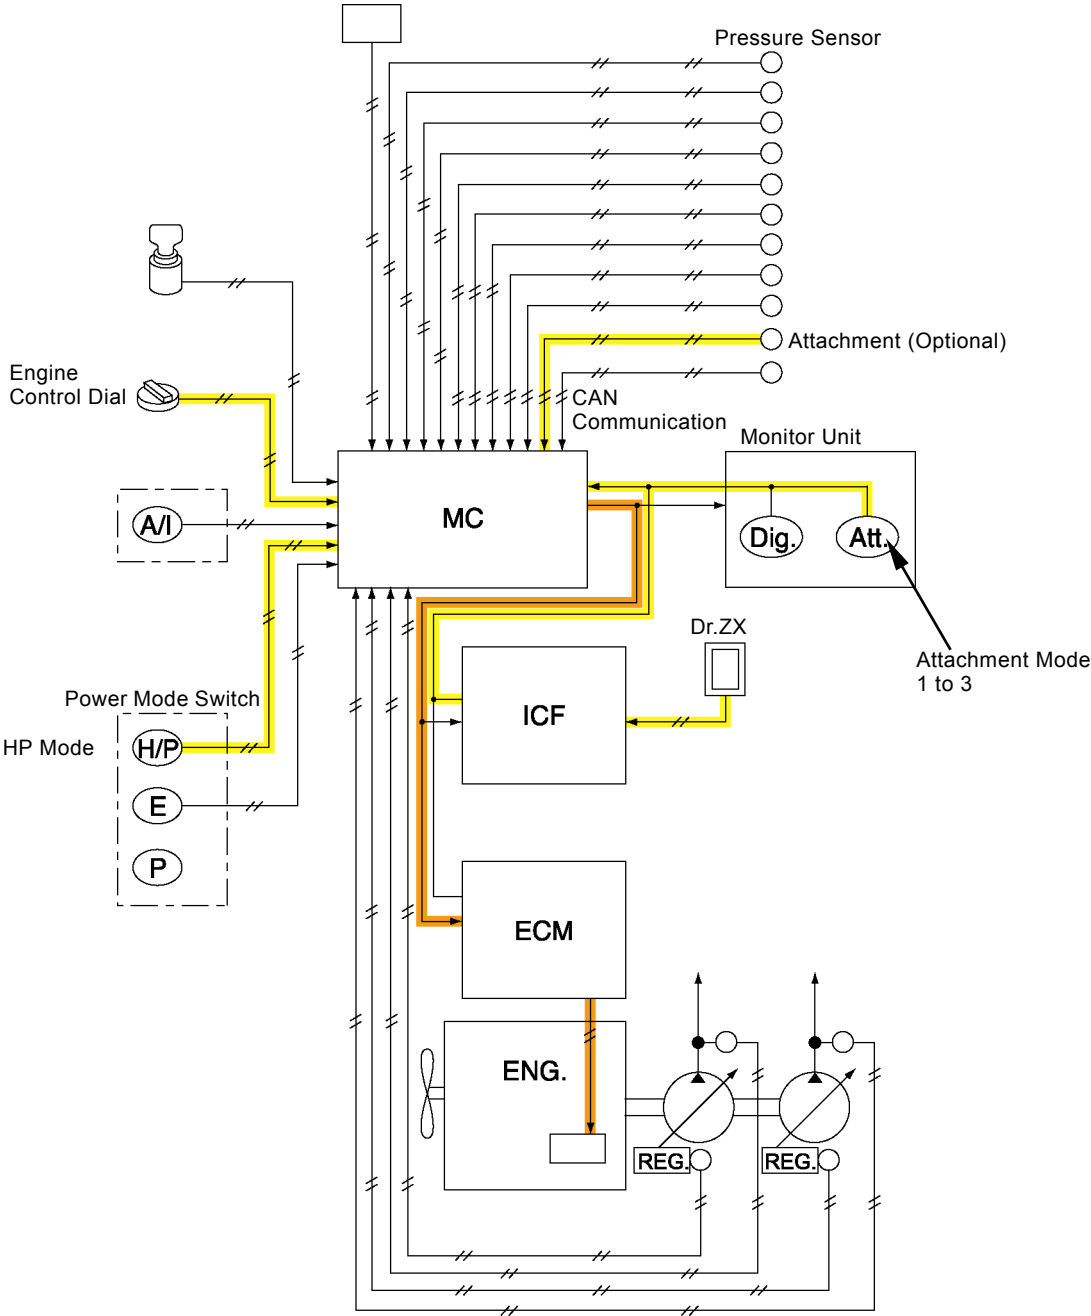 Pressure Sensor
Attachment (Optional)
Engine
Control Dial
CAN
Communication
Monitor Unit
A/I
MC
Dig.
Att.
Dr.ZX
Attachment Mode
1 to 3
Power Mode Switch
ICF
HP Mode
H/P
E
P
ECM
ENG.
REG.
REG.